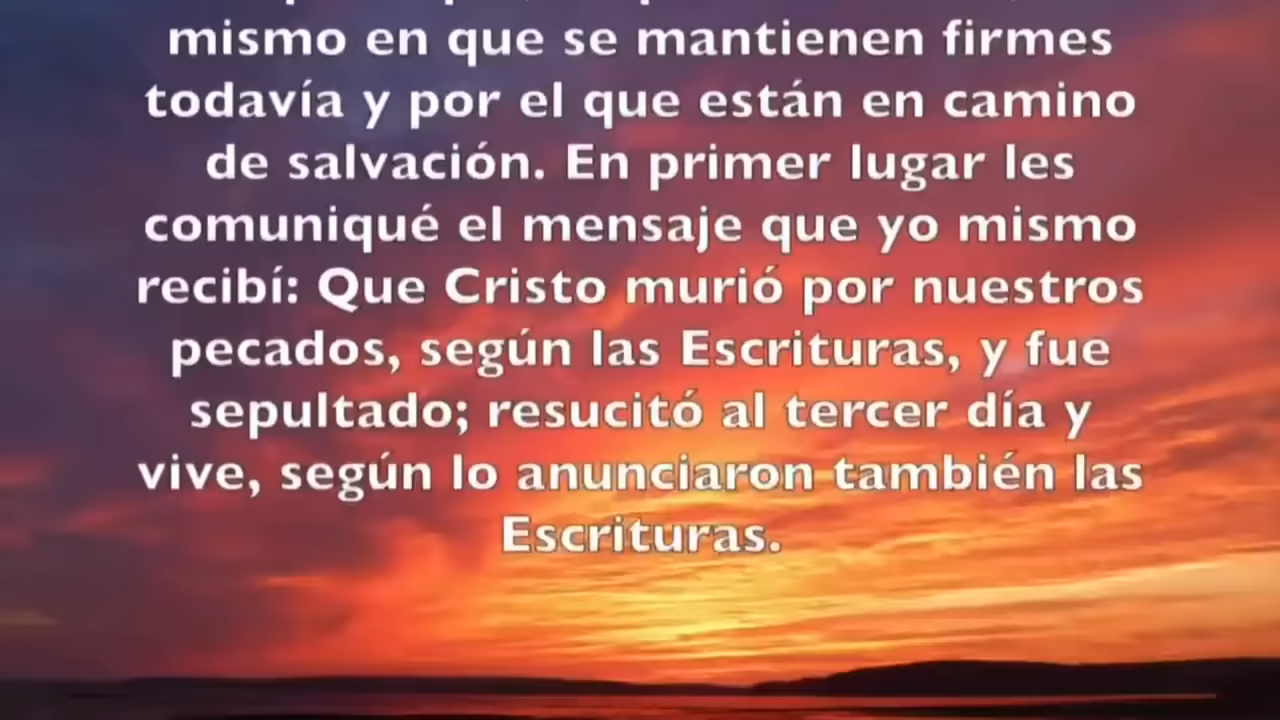 mismo en que se mantienen firmes
todavía y por el que están en camino
de salvación. En primer lugar les
comuniqué el mensaje que yo mismo
recibí: Que Cristo murió por nuestros
pecados, según las Escrituras, y fue
sepultado; resucitó al tercer día y
vive, según lo anunciaron también las
Escrituras.